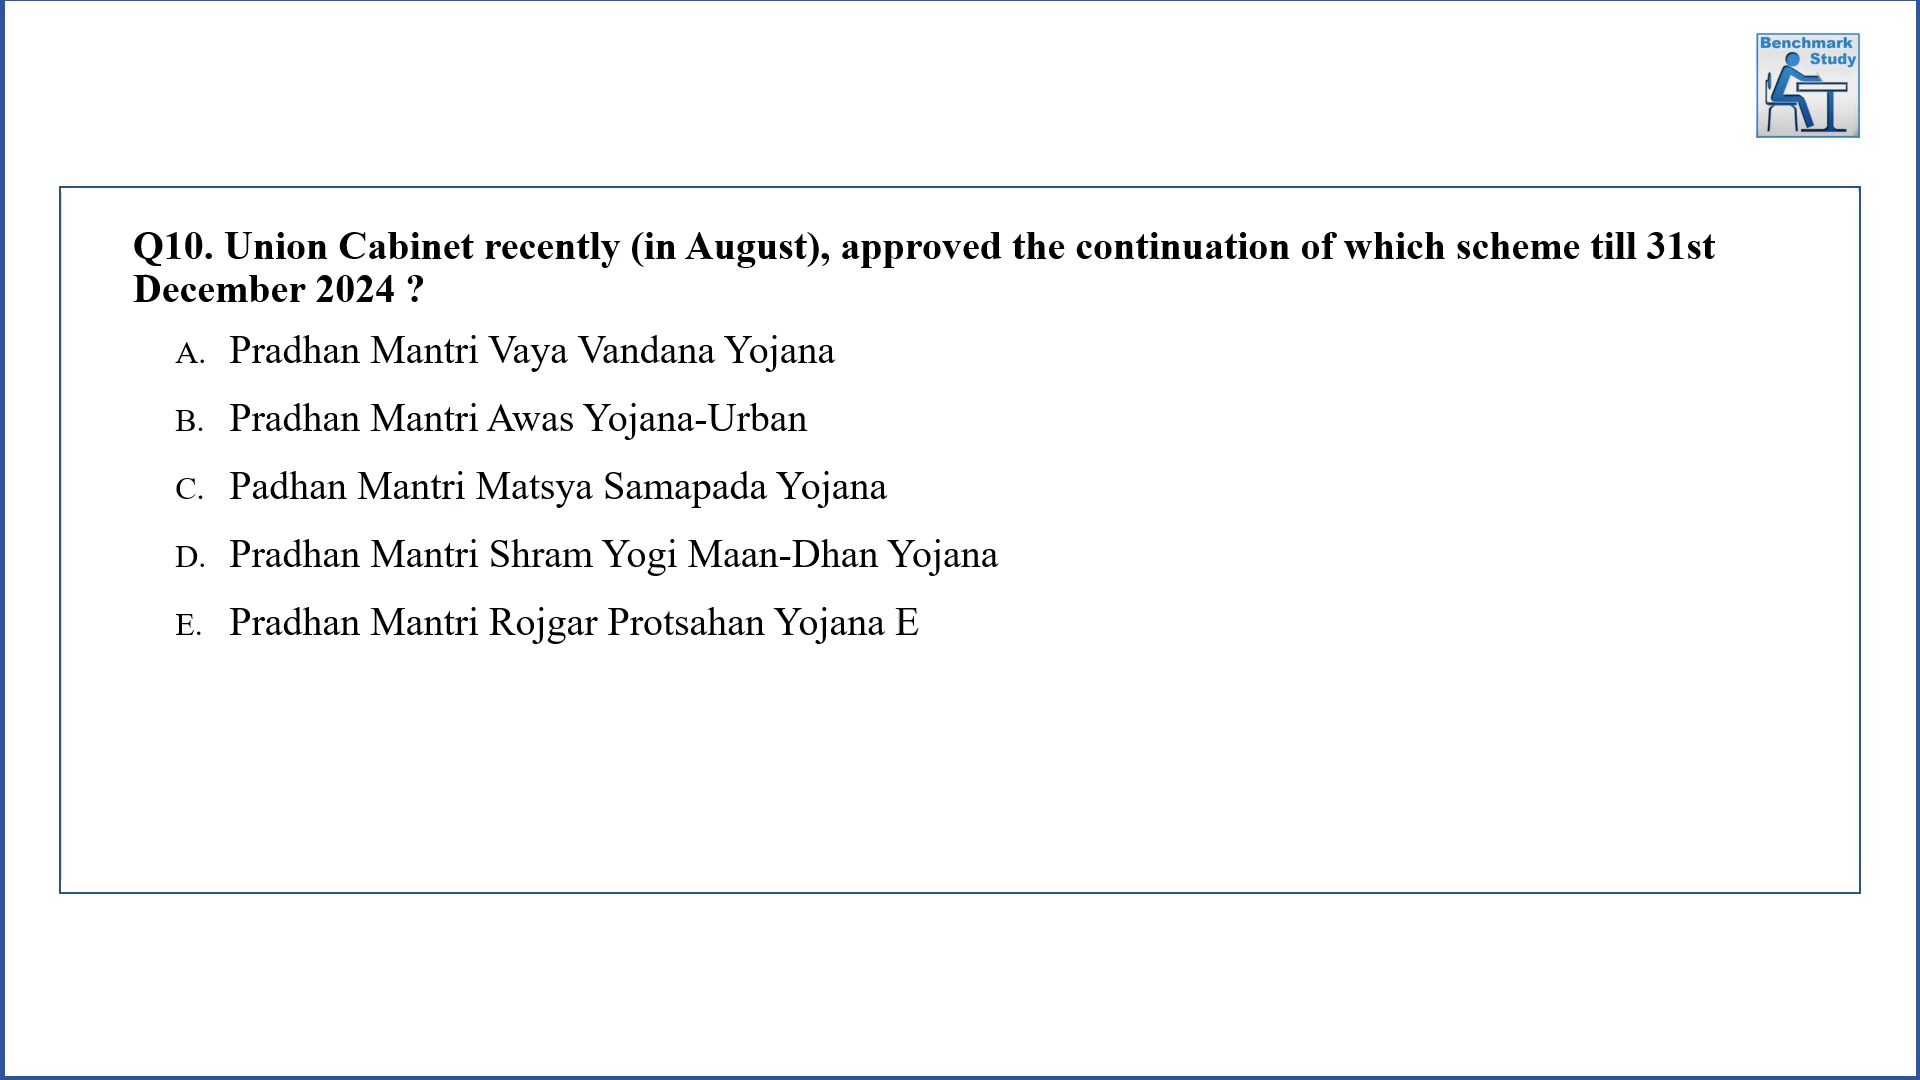 Benchmark
Study
Q10. Union Cabinet recently (in August), approved the continuation of which scheme till 31st
December 2024 ?
A. Pradhan Mantri Vaya Vandana Yojana
B. Pradhan Mantri Awas Yojana-Urban
C. Padhan Mantri Matsya Samapada Yojana
D. Pradhan Mantri Shram Yogi Maan-Dhan Yojana
E. Pradhan Mantri Rojgar Protsahan Yojana E